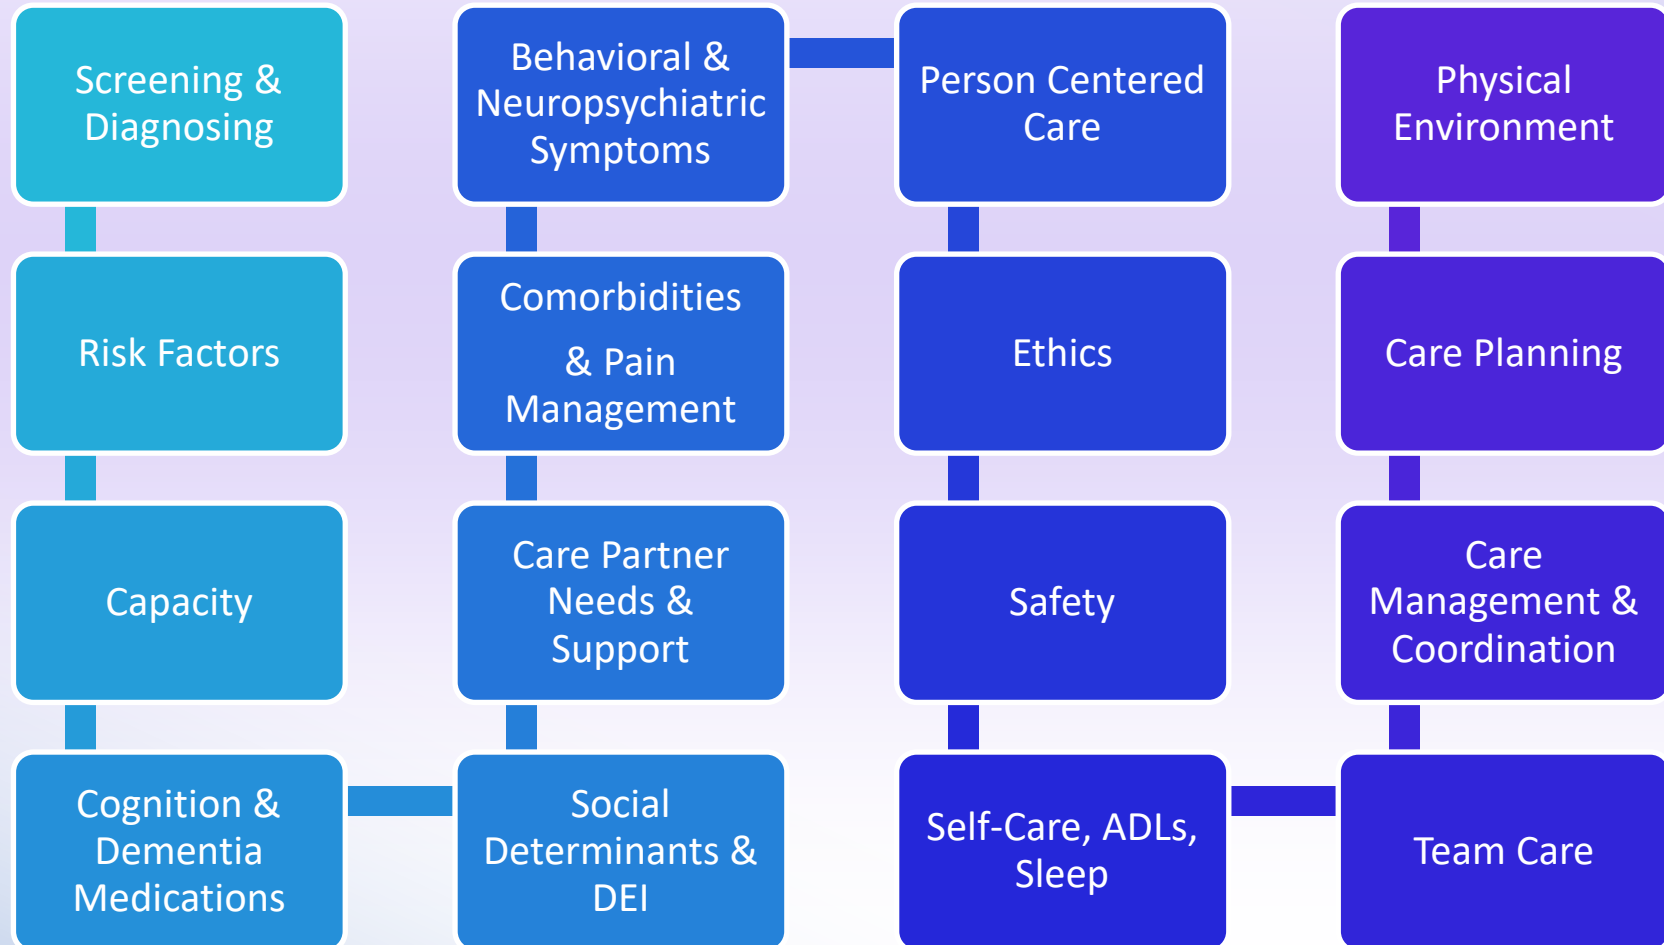 Screening &
Diagnosing
Risk Factors
Capacity
Cognition &
Dementia
Medications
Social
Determinants &
DEI
Care Partner
Needs &
Support
Comorbidities
& Pain
Management
Behavioral &
Neuropsychiatric
Symptoms
Person Centered
Care
Ethics
Safety
Self-Care, ADLs,
Sleep
Team Care
Care
Management &
Coordination
Care Planning
Physical
Environment